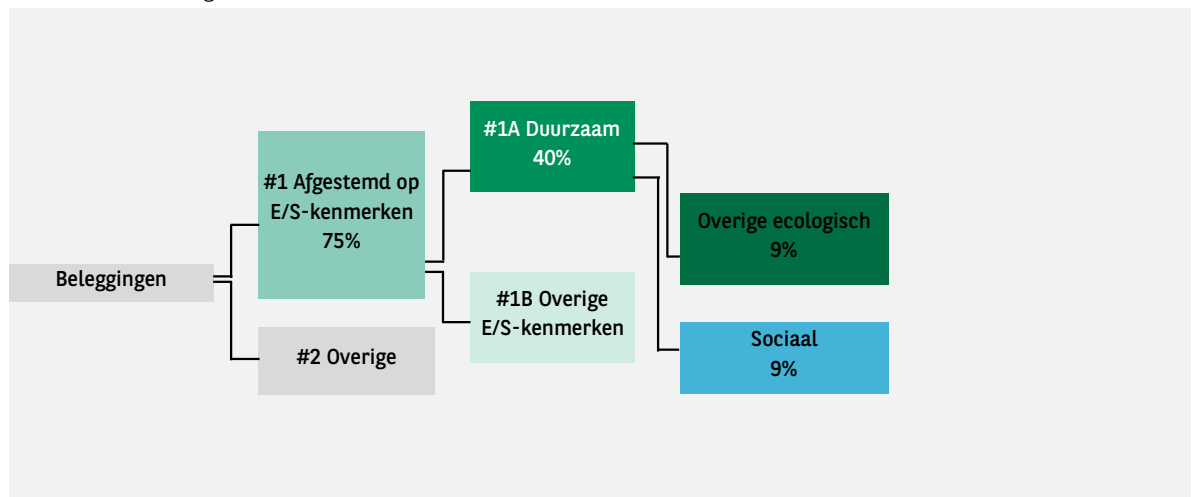 Beleggingen
#1 Afgestemd op
E/S-kenmerken
75%
#2 Overige
#1A Duurzaam
40%
#1B Overige
E/S-kenmerken
Overige ecologisch
9%
Sociaal
9%